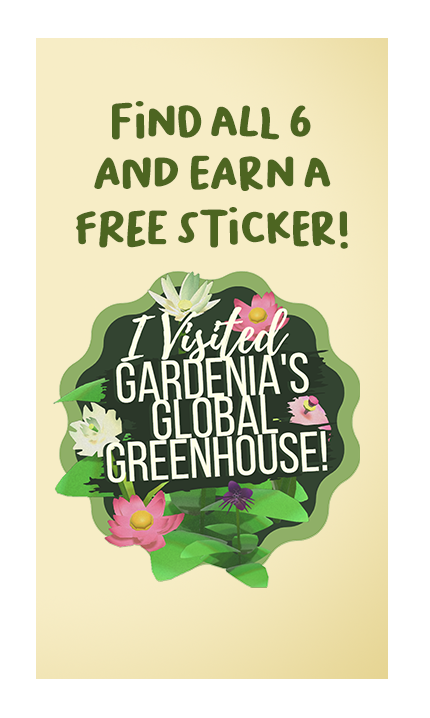 FIND ALL 6
AND EARN A
FREE STICKER!
I Visited
GARDENIA'S
GLOBAL
GREENHOUSE!